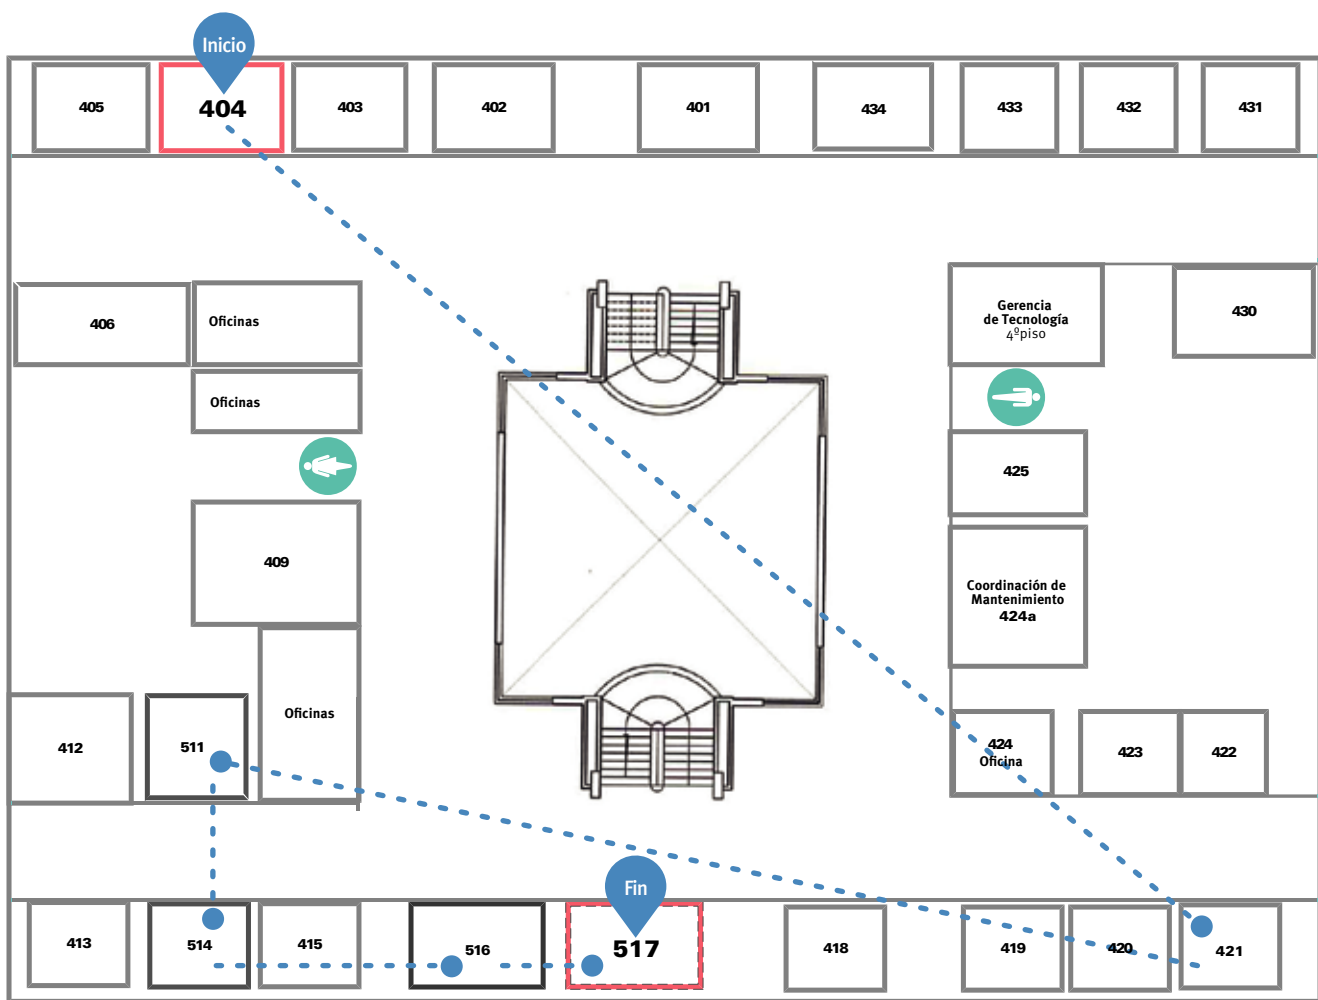 Inicio
405
404
403
402
401
434
433
432
431
406
Oficinas
Gerencia
de Tecnología
4ºpiso
430
Oficinas
425
409
Coordinación de
Mantenimiento
424a
412
511
Oficinas
424
Oficina
423
422
Fin
413
514
415
516
517
418
419
420
421